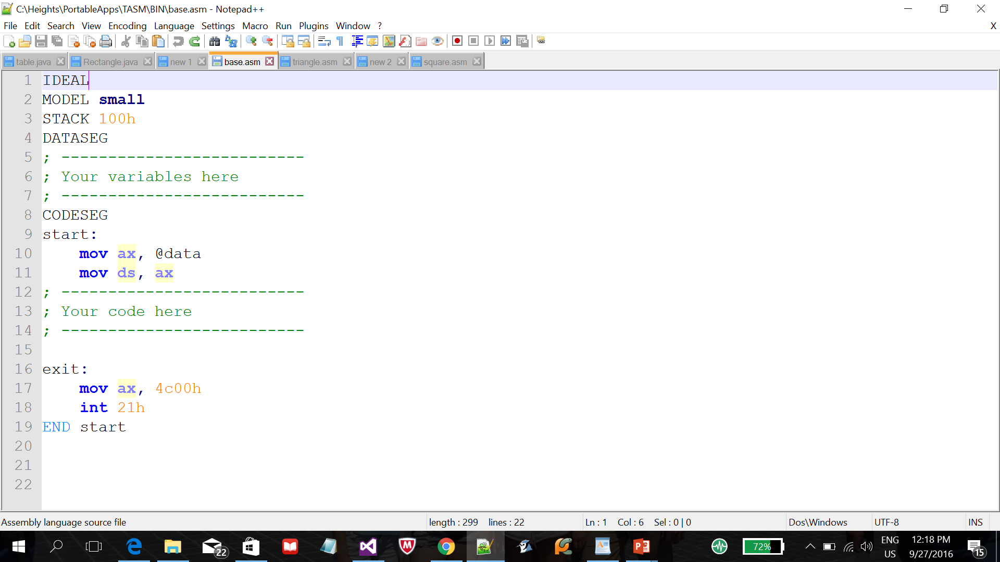 C:\Heights\PortableApps\TASM\BIN\base.asm - Notepad++
File Edit Search View Encoding Language Settings Macro Run Plugins Window ?
X
table.java Rectangle.java new 1 base.asm triangle.asm new 2 square.asm
1 IDEAL
2 MODEL small
3 STACK 100h
4 DATASEG
5 ; --------------------------
6 ; Your variables here
7 ; --------------------------
8 CODESEG
9 start:
10     mov ax, @data
11     mov ds, ax
12 ; --------------------------
13 ; Your code here
14 ; --------------------------
15
16 exit:
17     mov ax, 4c00h
18     int 21h
19 END start
20
21
22
Assembly language source file length : 299 lines : 22 Ln : 1 Col : 6 Sel : 0 | 0 Dos\Windows UTF-8 INS
22 72% ENG 12:18 PM
US 9/27/2016 15